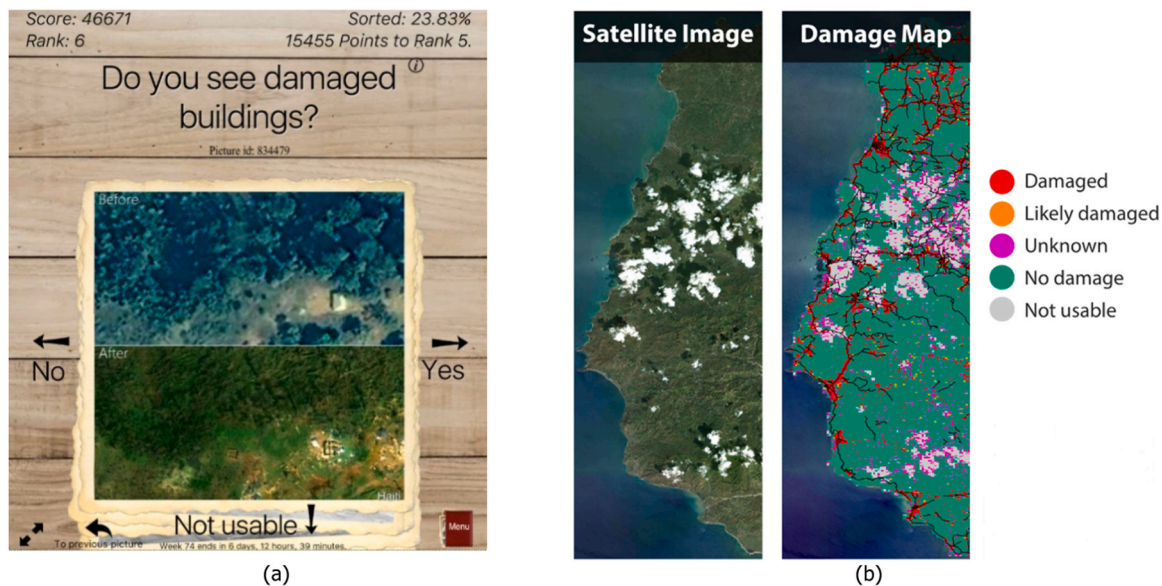 Score: 46671
Sorted: 23.83%
Rank: 6
15455 Points to Rank 5.
Do you see damaged
buildings?
i
Picture id: 834479
Before
After
Haiti
No
Yes
Not usable
To previous picture
Week 74 ends in 6 days, 12 hours, 39 minutes.
Menu
(a)
Satellite Image
Damage Map
Damaged
Likely damaged
Unknown
No damage
Not usable
(b)